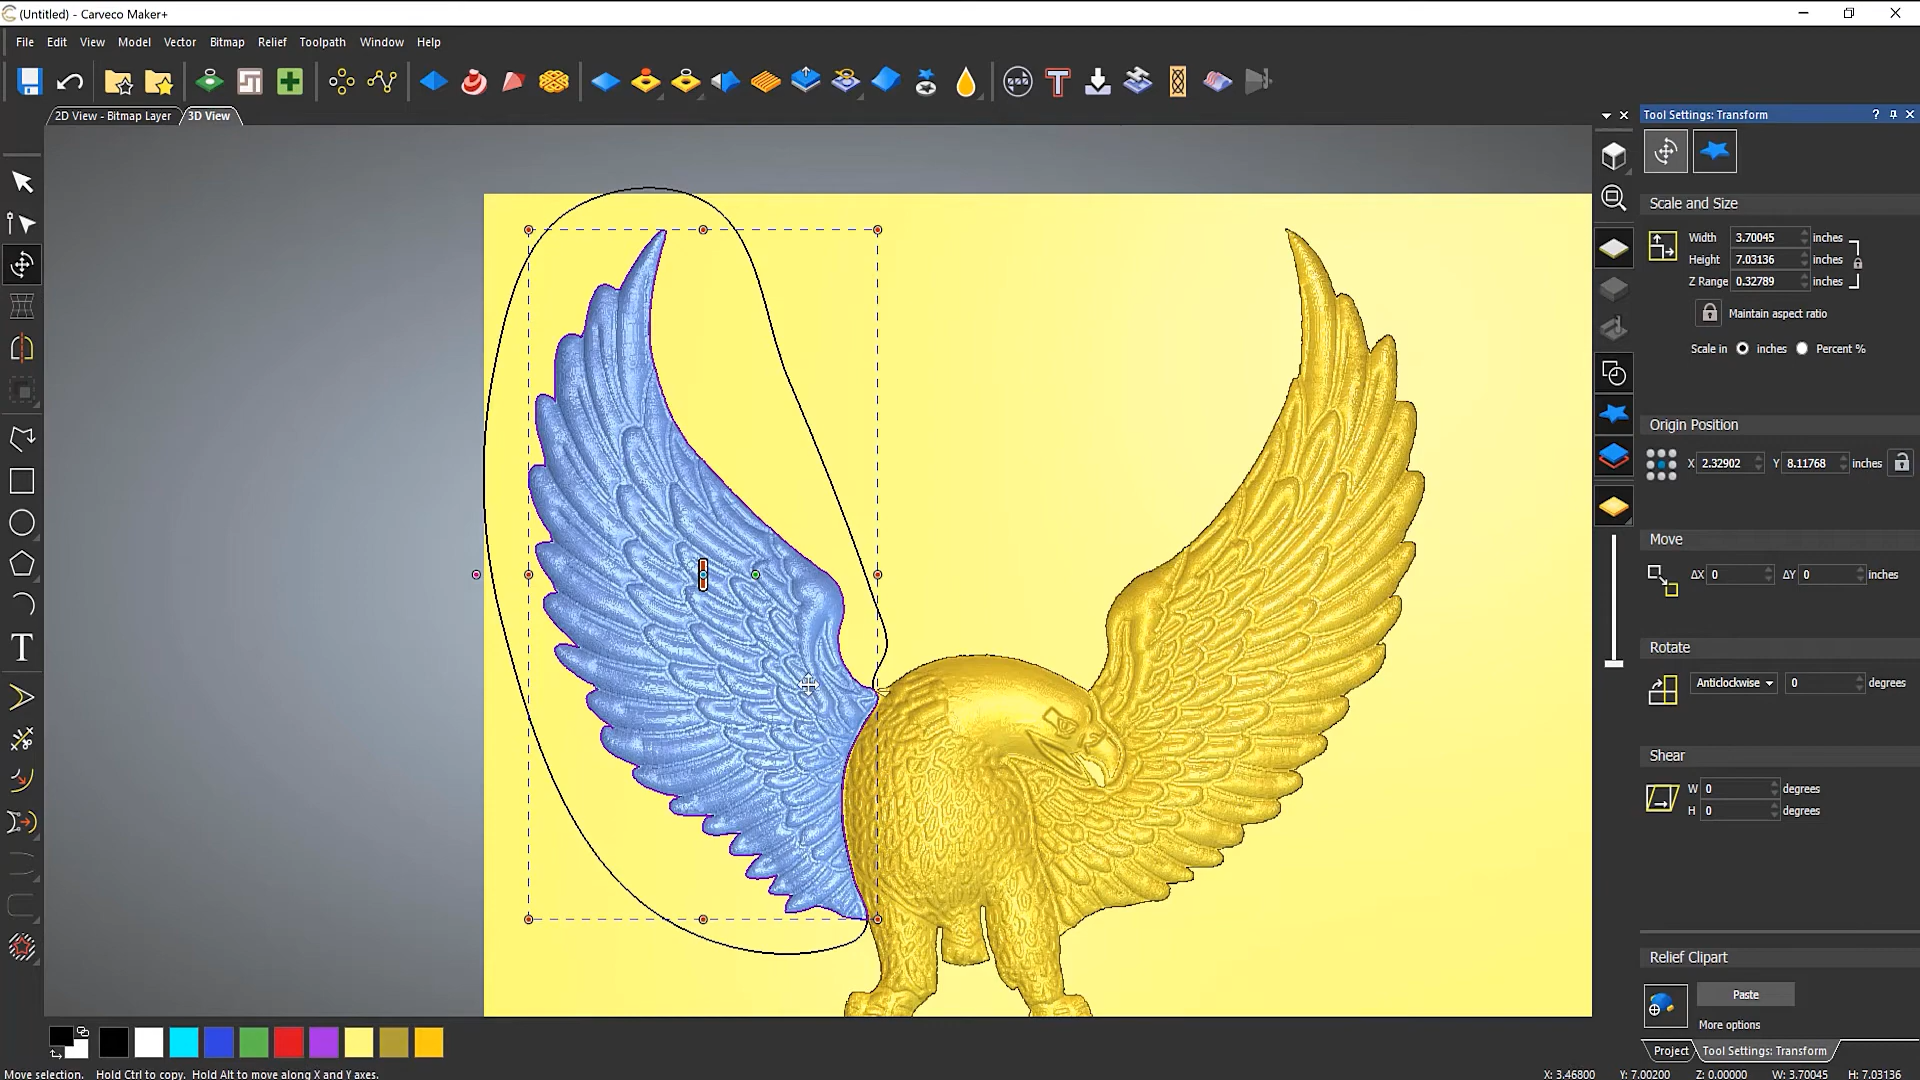 (Untitled) - Carveco Maker+
File Edit View Model Vector Bitmap Relief Toolpath Window Help
2D View - Bitmap Layer 3D View
Tool Settings: Transform
Scale and Size
Width 3.70045 inches
Height 7.03136 inches
Z Range 0.32789 inches
Maintain aspect ratio
Scale in inches Percent %
Origin Position
X 2.32902 Y 8.11768 inches
Move
ΔX 0 ΔY 0 inches
Rotate
Anticlockwise 0 degrees
Shear
W 0 degrees
H 0 degrees
Relief Clipart
Paste
More options
Project Tool Settings: Transform
Move selection. Hold Ctrl to copy. Hold Alt to move along X and Y axes. X: 3.46800 Y: 7.00200 Z: 0.00000 W: 3.70045 H: 7.03136